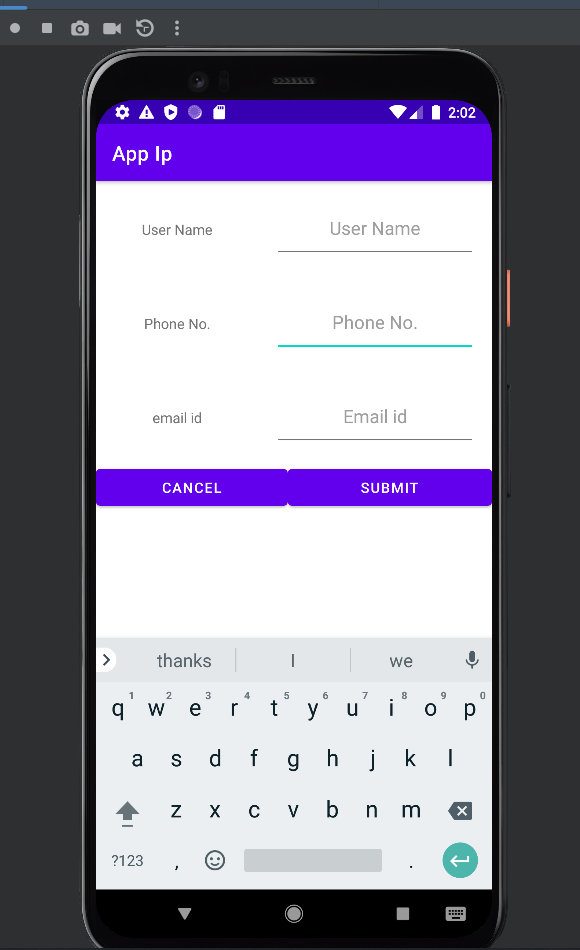 2:02
App Ip
User Name User Name
Phone No. Phone No.
email id Email id
CANCEL SUBMIT
thanks I we
1 2 3 4 5 6 7 8 9 0
q w e r t y u i o p
a s d f g h j k l
z x c v b n m
?123 , .